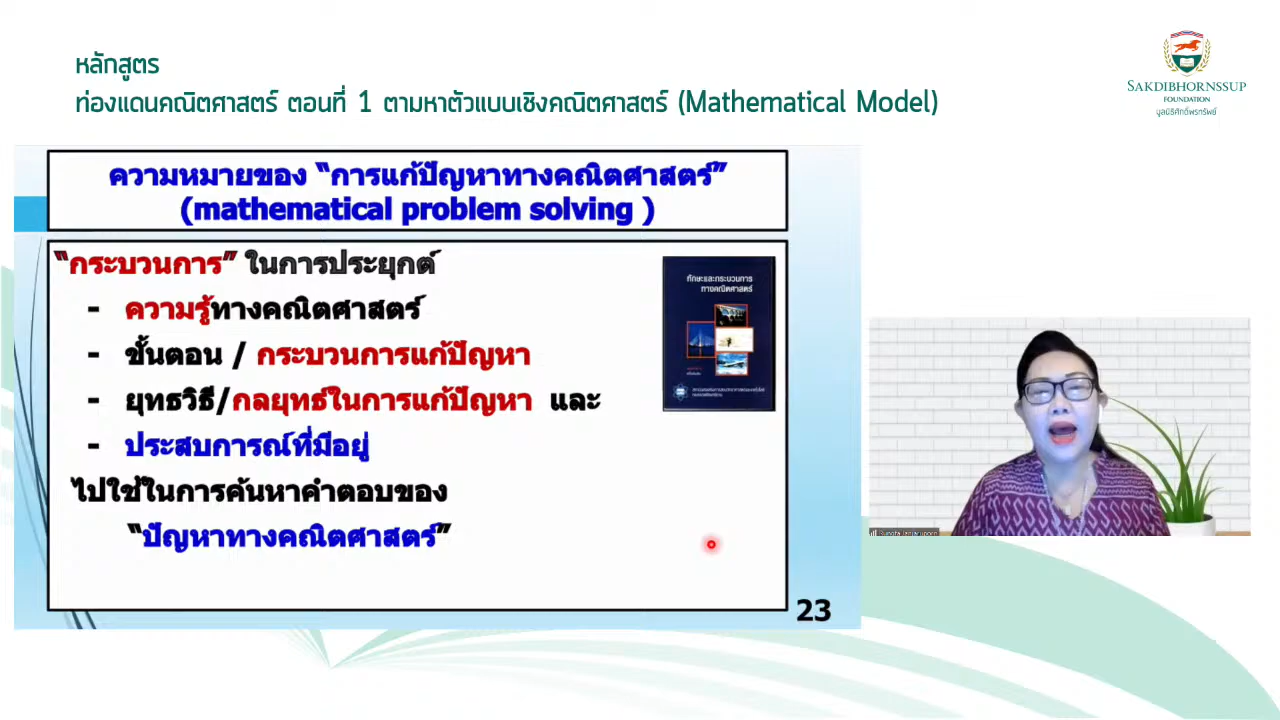 หลักสูตร
ท่องแดนคณิตศาสตร์ ตอนที่ 1 ตามหาตัวแบบเชิงคณิตศาสตร์ (Mathematical Model)
SAKDIBHORNSSUP
FOUNDATION
มูลนิธิศักดิ์พรทรัพย์
ความหมายของ “การแก้ปัญหาทางคณิตศาสตร์”
(mathematical problem solving )
“กระบวนการ” ในการประยุกต์
- ความรู้ทางคณิตศาสตร์
- ขั้นตอน / กระบวนการแก้ปัญหา
- ยุทธวิธี/กลยุทธ์ในการแก้ปัญหา และ
- ประสบการณ์ที่มีอยู่
ไปใช้ในการค้นหาคำตอบของ
“ปัญหาทางคณิตศาสตร์”
ทักษะและกระบวนการ
ทางคณิตศาสตร์
23